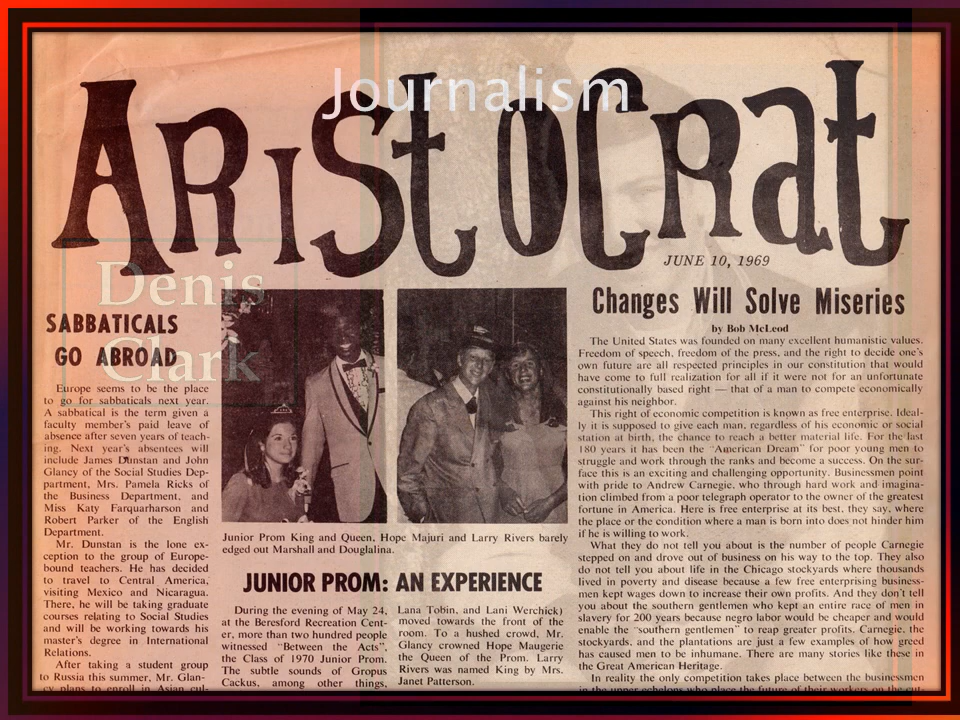 Journalism
AristocRat
JUNE 10, 1969
Denis
Clark
SABBATICALS
GO ABROAD
Europe seems to be the place
to go for sabbaticals next year.
A sabbatical is the term given a
faculty member's paid leave of
absence after seven years of teach-
ing. Next year's absentees will
include James Dunstan and John
Glancy of the Social Studies Dep-
partment, Mrs. Pamela Ricks of
the Business Department, and
Miss Katy Farquarharson and
Robert Parker of the English
Department.
Mr. Dunstan is the lone ex-
ception to the group of Europe-
bound teachers. He has decided
to travel to Central America,
visiting Mexico and Nicaragua.
There, he will be taking graduate
courses relating to Social Studies
and will be working towards his
master's degree in International
Relations.
After taking a student group
to Russia this summer, Mr. Glan-
cy plans to enroll in Asian cul-
Junior Prom King and Queen, Hope Majuri and Larry Rivers barely
edged out Marshall and Douglalina.
JUNIOR PROM: AN EXPERIENCE
During the evening of May 24,
at the Beresford Recreation Cent-
er, more than two hundred people
witnessed "Between the Acts",
the Class of 1970 Junior Prom.
The subtle sounds of Gropus
Cackus, among other things,
Lana Tobin, and Lani Werchick)
moved towards the front of the
room. To a hushed crowd, Mr.
Glancy crowned Hope Maugerie
the Queen of the Prom. Larry
Rivers was named King by Mrs.
Janet Patterson.
Changes Will Solve Miseries
by Bob McLeod
The United States was founded on many excellent humanistic values.
Freedom of speech, freedom of the press, and the right to decide one's
own future are all respected principles in our constitution that would
have come to full realization for all if it were not for an unfortunate
constitutionally based right — that of a man to compete economically
against his neighbor.
This right of economic competition is known as free enterprise. Ideal-
ly it is supposed to give each man, regardless of his economic or social
station at birth, the chance to reach a better material life. For the last
180 years it has been the "American Dream" for poor young men to
struggle and work through the ranks and become a success. On the sur-
face this is an exciting and challenging opportunity. Businessmen point
with pride to Andrew Carnegie, who through hard work and imagina-
tion climbed from a poor telegraph operator to the owner of the greatest
fortune in America. Here is free enterprise at its best, they say, where
the place or the condition where a man is born into does not hinder him
if he is willing to work.
What they do not tell you about is the number of people Carnegie
stepped on and drove out of business on his way to the top. They also
do not tell you about life in the Chicago stockyards where thousands
lived in poverty and disease because a few free enterprising business-
men kept wages down to increase their own profits. And they don't tell
you about the southern gentlemen who kept an entire race of men in
slavery for 200 years because negro labor would be cheaper and would
enable the "southern gentlemen" to reap greater profits. Carnegie, the
stockyards, and the plantations are just a few examples of how greed
has caused men to be inhumane. There are many stories like these in
the Great American Heritage.
In reality the only competition takes place between the businessmen
in the upper echelons who place the future of their workers on the cut-